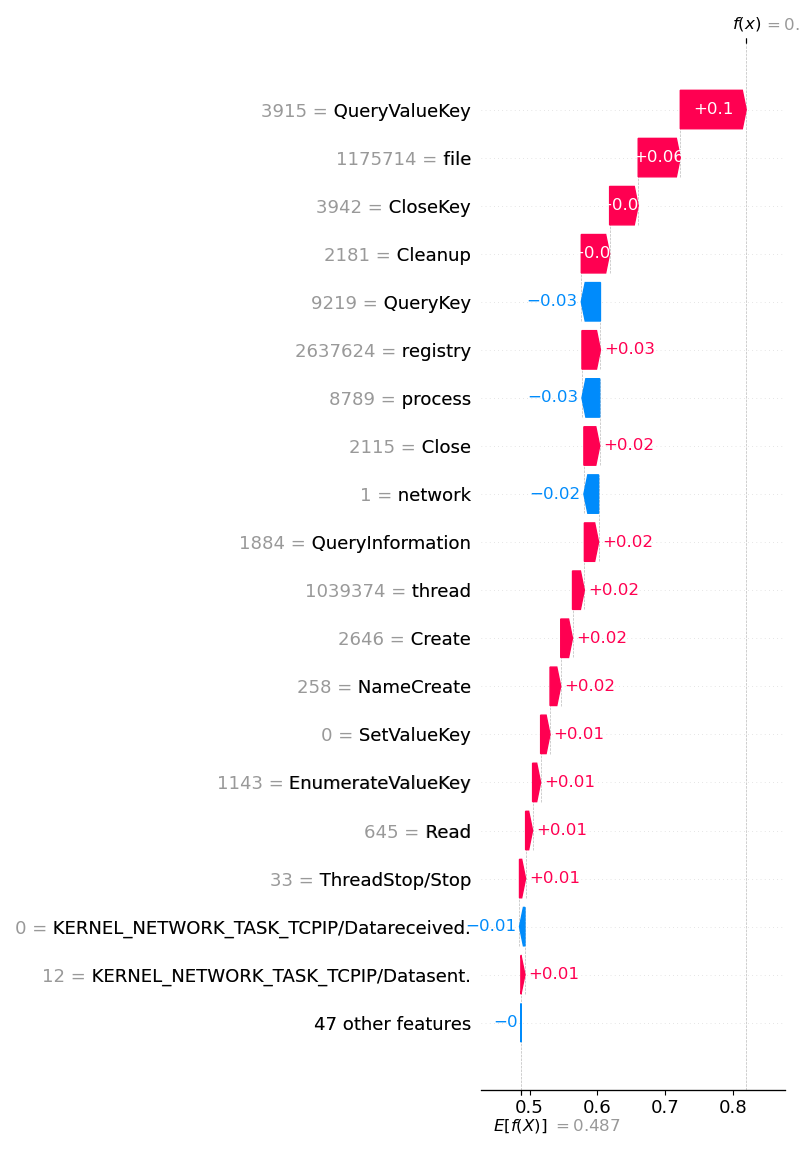 f(x) = 0.
3915 = QueryValueKey +0.1
1175714 = file +0.06
3942 = CloseKey +0.0
2181 = Cleanup +0.0
9219 = QueryKey −0.03
2637624 = registry +0.03
8789 = process −0.03
2115 = Close +0.02
1 = network −0.02
1884 = QueryInformation +0.02
1039374 = thread +0.02
2646 = Create +0.02
258 = NameCreate +0.02
0 = SetValueKey +0.01
1143 = EnumerateValueKey +0.01
645 = Read +0.01
33 = ThreadStop/Stop +0.01
0 = KERNEL_NETWORK_TASK_TCPIP/Datareceived. −0.01
12 = KERNEL_NETWORK_TASK_TCPIP/Datasent. +0.01
47 other features −0
0.5 0.6 0.7 0.8
E[f(X)] = 0.487